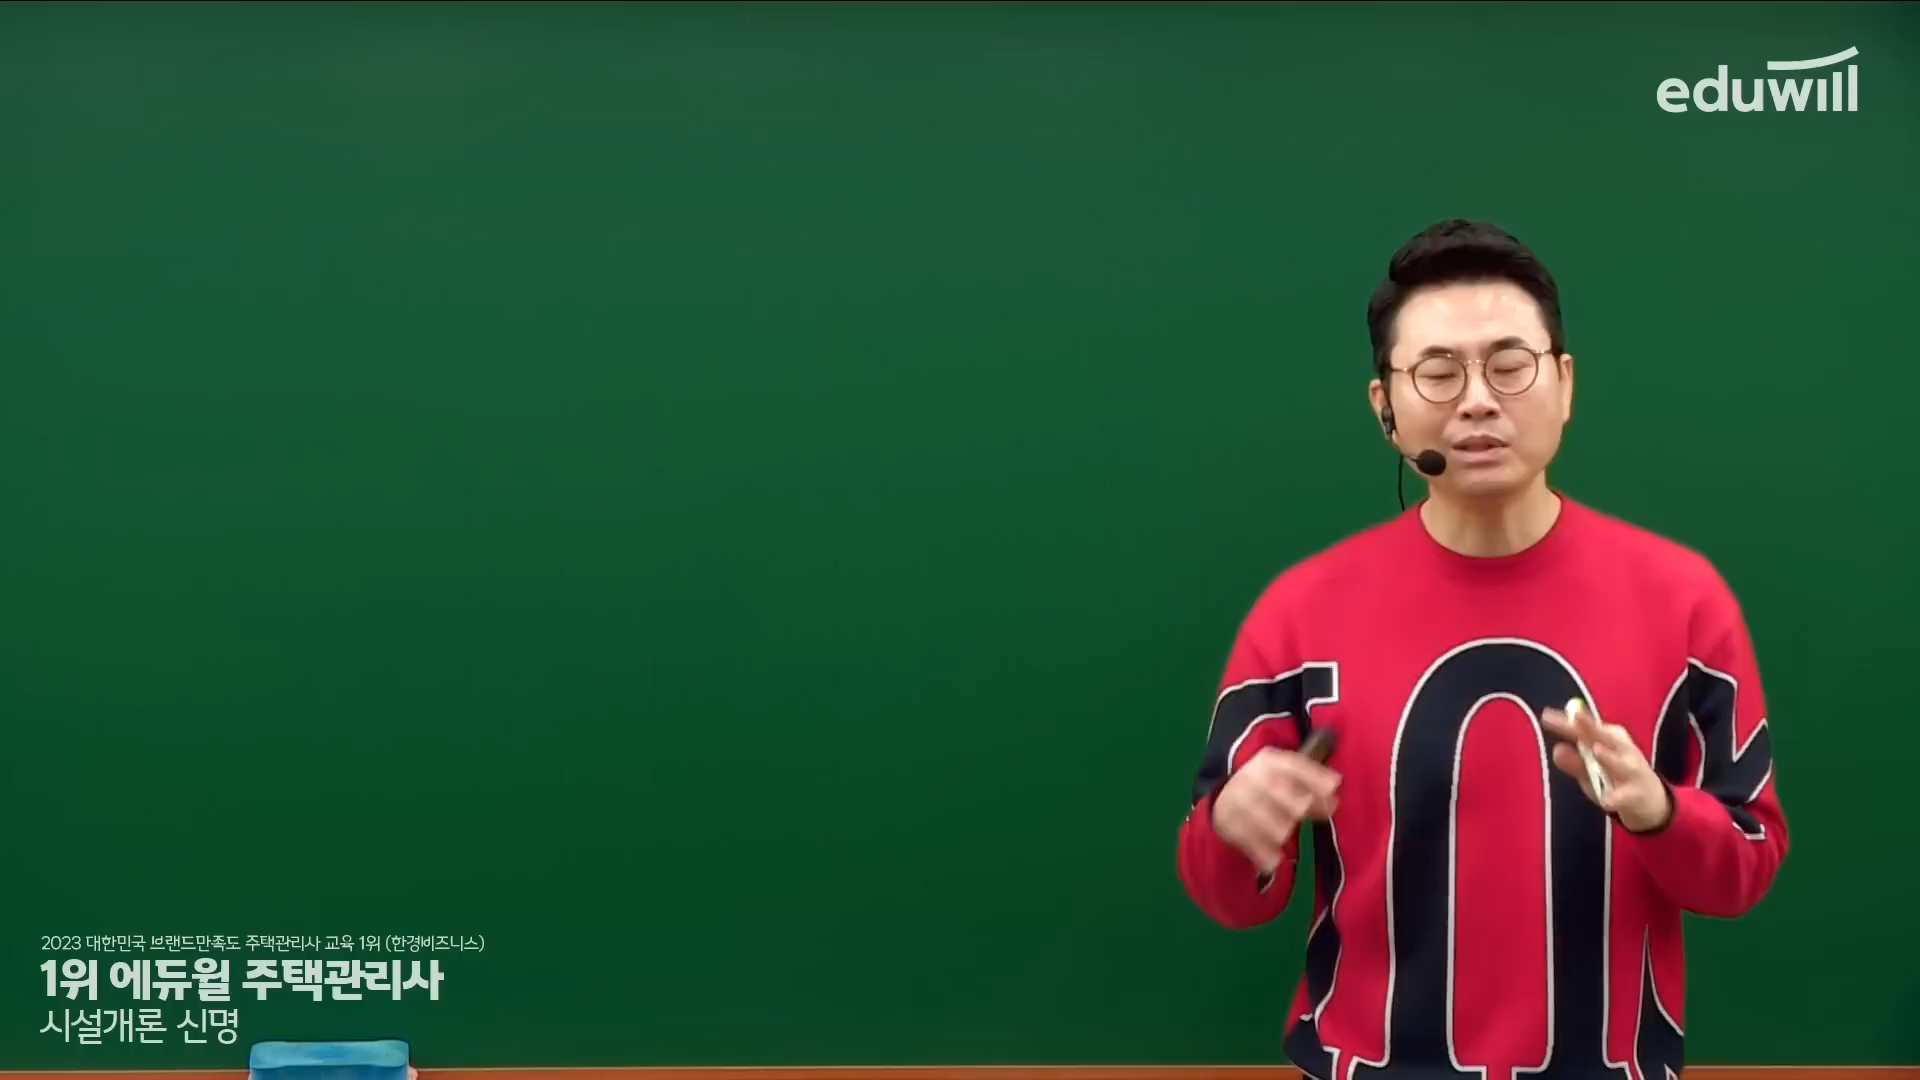 eduwill
2023 대한민국 브랜드만족도 주택관리사 교육 1위 (한경비즈니스)
1위 에듀윌 주택관리사
시설개론 신명